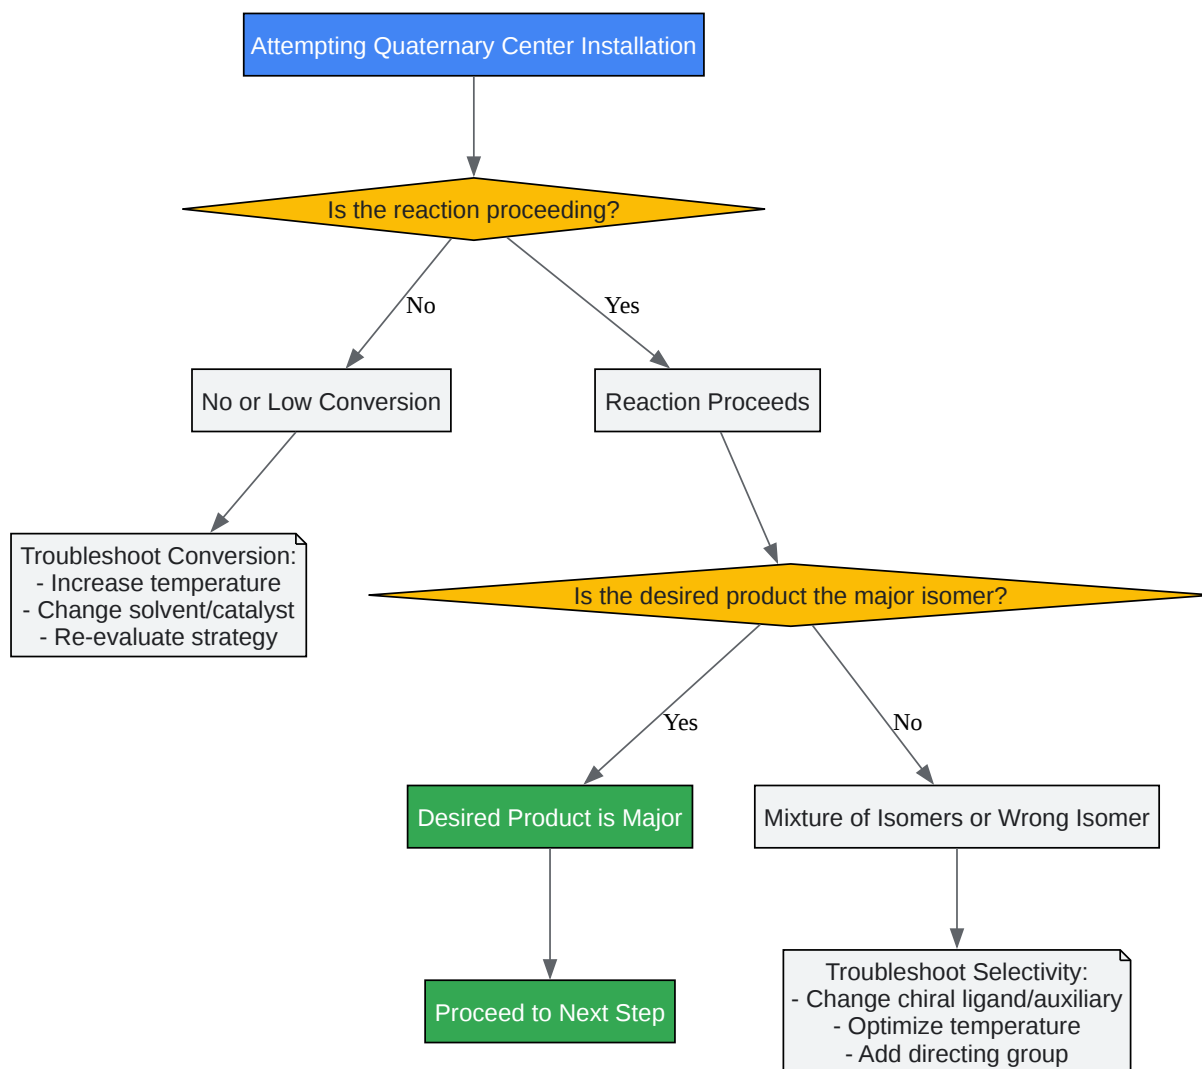 Attempting Quaternary Center Installation
Is the reaction proceeding?
No
Yes
No or Low Conversion
Reaction Proceeds
Troubleshoot Conversion:
- Increase temperature
- Change solvent/catalyst
- Re-evaluate strategy
Is the desired product the major isomer?
Yes
No
Desired Product is Major
Mixture of Isomers or Wrong Isomer
Proceed to Next Step
Troubleshoot Selectivity:
- Change chiral ligand/auxiliary
- Optimize temperature
- Add directing group